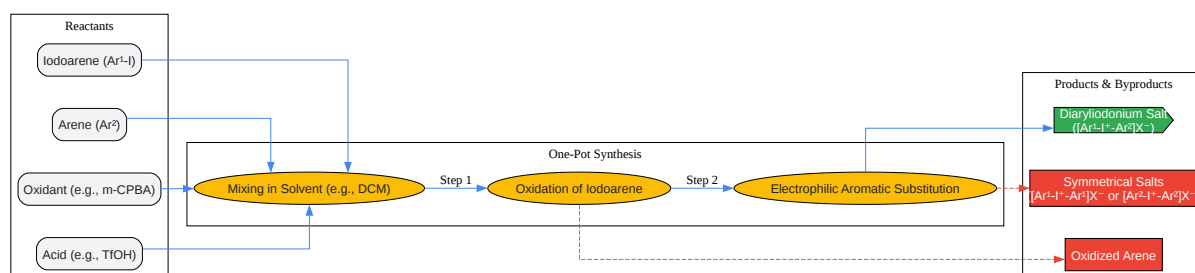 Reactants
Iodoarene (Ar¹-I)
Arene (Ar²)
Oxidant (e.g., m-CPBA)
Acid (e.g., TfOH)
One-Pot Synthesis
Mixing in Solvent (e.g., DCM)
Step 1
Oxidation of Iodoarene
Step 2
Electrophilic Aromatic Substitution
Products & Byproducts
Diaryliodonium Salt
([Ar¹-I⁺-Ar²]X⁻)
Symmetrical Salts
([Ar¹-I⁺-Ar¹]X⁻ or [Ar²-I⁺-Ar²]X⁻)
Oxidized Arene